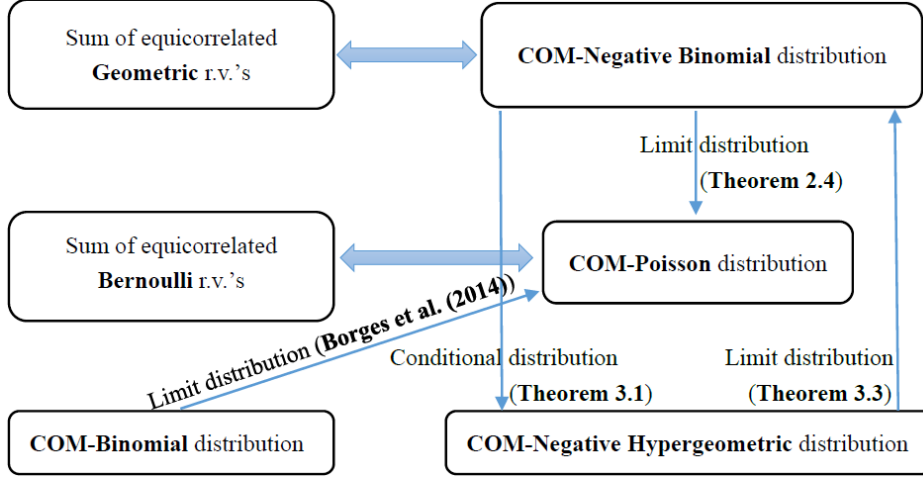 Sum of equicorrelated
Geometric r.v.'s
COM-Negative Binomial distribution
Limit distribution
(Theorem 2.4)
Sum of equicorrelated
Bernoulli r.v.'s
COM-Poisson distribution
Limit distribution (Borges et al. (2014))
Conditional distribution
(Theorem 3.1)
Limit distribution
(Theorem 3.3)
COM-Binomial distribution
COM-Negative Hypergeometric distribution